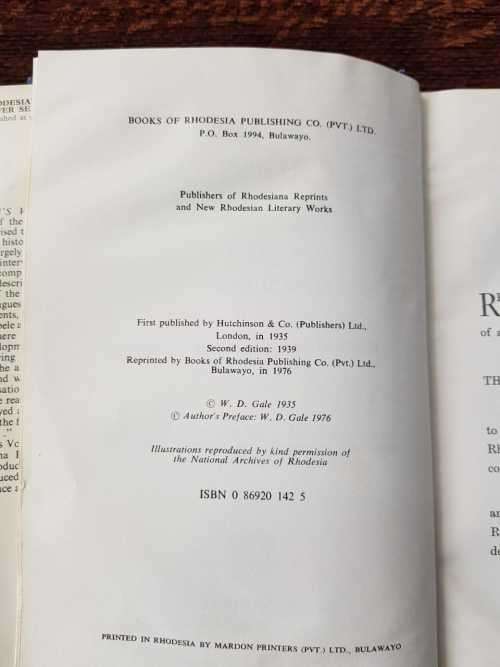 BOOKS OF RHODESIA PUBLISHING CO. (PVT.) LTD.
P.O. Box 1994, Bulawayo.
Publishers of Rhodesiana Reprints
and New Rhodesian Literary Works
First published by Hutchinson & Co. (Publishers) Ltd.,
London, in 1935
Second edition: 1939
Reprinted by Books of Rhodesia Publishing Co. (Pvt.) Ltd.,
Bulawayo, in 1976
© W. D. Gale 1935
© Author's Preface: W. D. Gale 1976
Illustrations reproduced by kind permission of
the National Archives of Rhodesia
ISBN 0 86920 142 5
PRINTED IN RHODESIA BY MARDON PRINTERS (PVT.) LTD., BULAWAYO